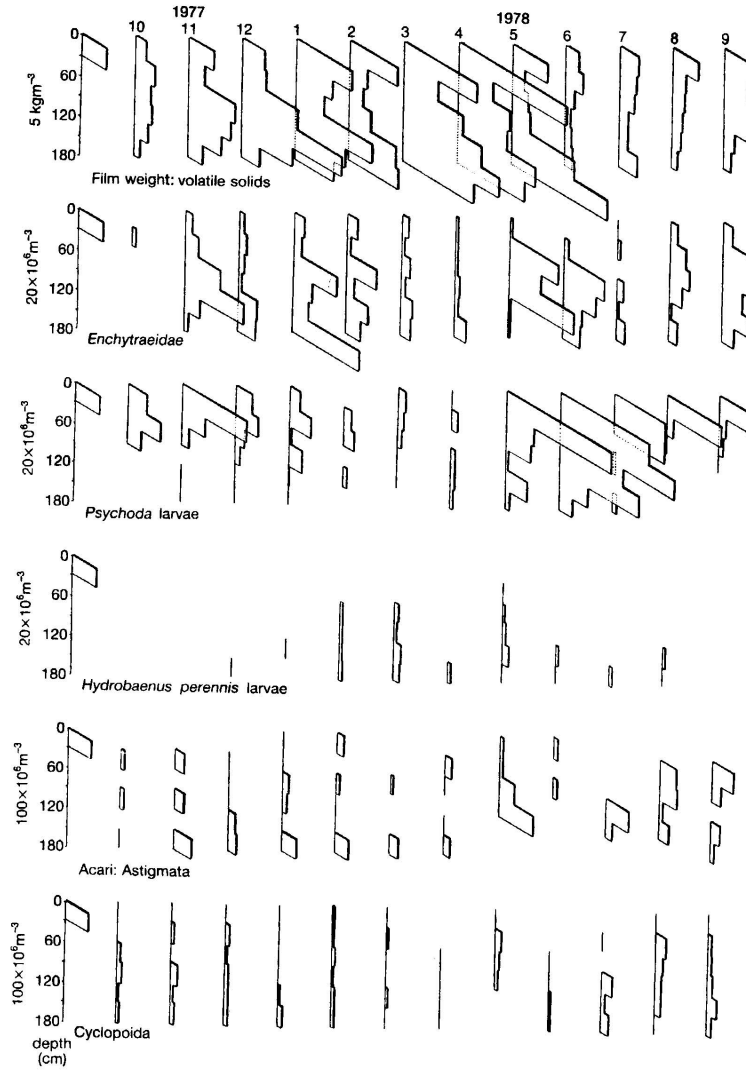 1977 1978
10 11 12 1 2 3 4 5 6 7 8 9
0
60
120
180
5 kgm⁻³
Film weight: volatile solids
0
60
120
180
20×10⁶m⁻³
Enchytraeidae
0
60
120
180
20×10⁶m⁻³
Psychoda larvae
0
60
120
180
20×10⁶m⁻³
Hydrobaenus perennis larvae
0
60
120
180
100×10⁶m⁻³
Acari: Astigmata
0
60
120
180
100×10⁶m⁻³
Cyclopoida
depth
(cm)